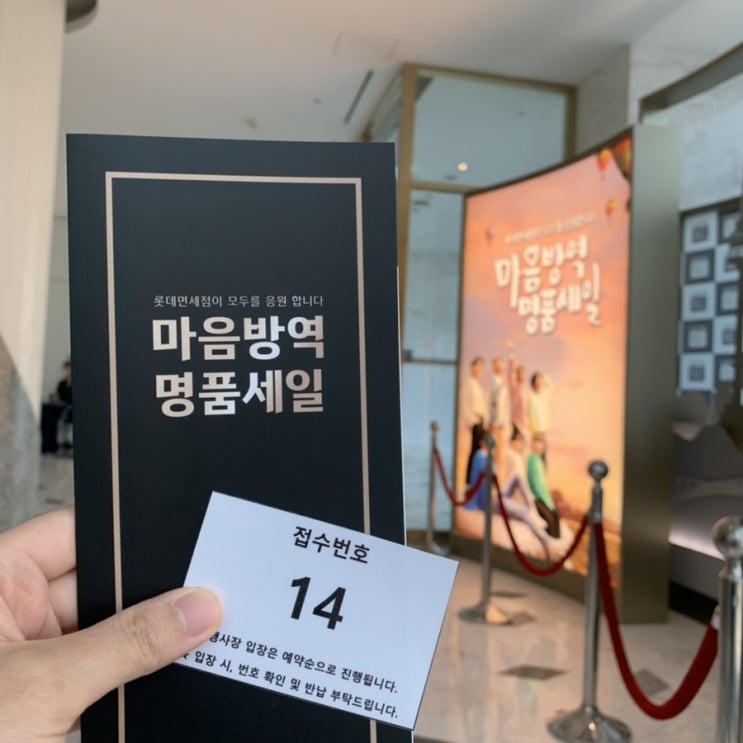 롯데면세점이 모두를 응원 합니다
마음방역
명품세일
접수번호
14
행사장 입장은 예약순으로 진행됩니다.
입장 시, 번호 확인 및 반납 부탁드립니다.
마음방역
명품세일